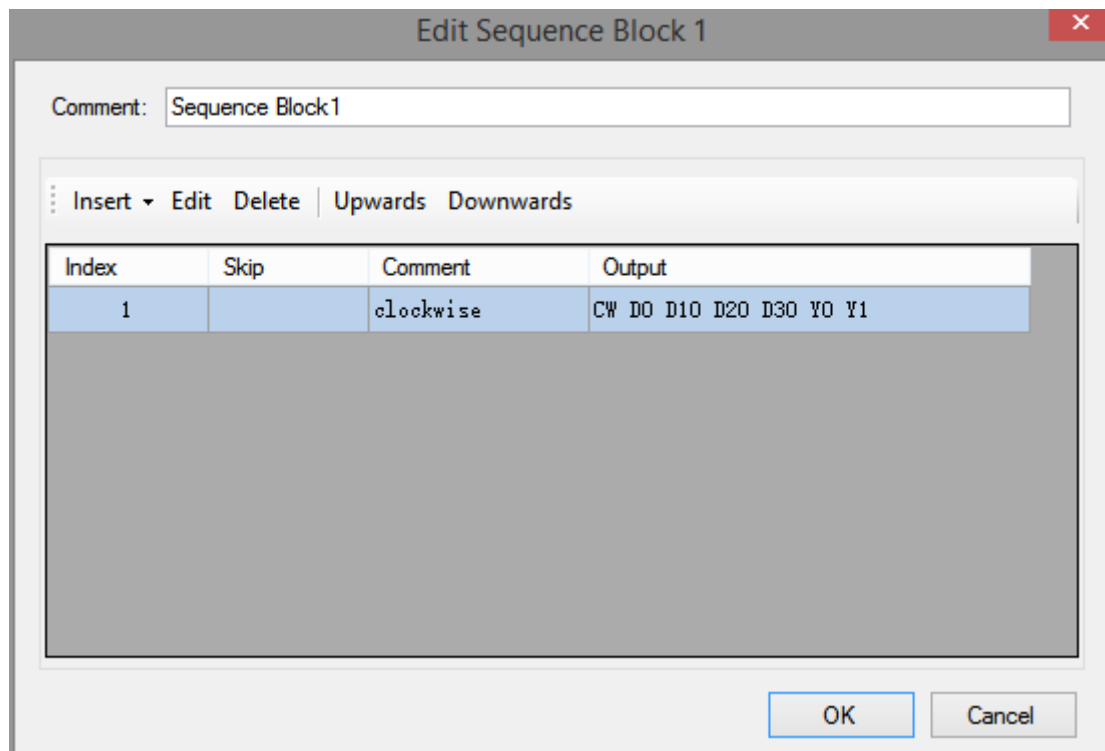 Edit Sequence Block 1
Comment: Sequence Block1
Insert Edit Delete Upwards Downwards
Index Skip Comment Output
1 clockwise CW D0 D10 D20 D30 Y0 Y1
OK Cancel